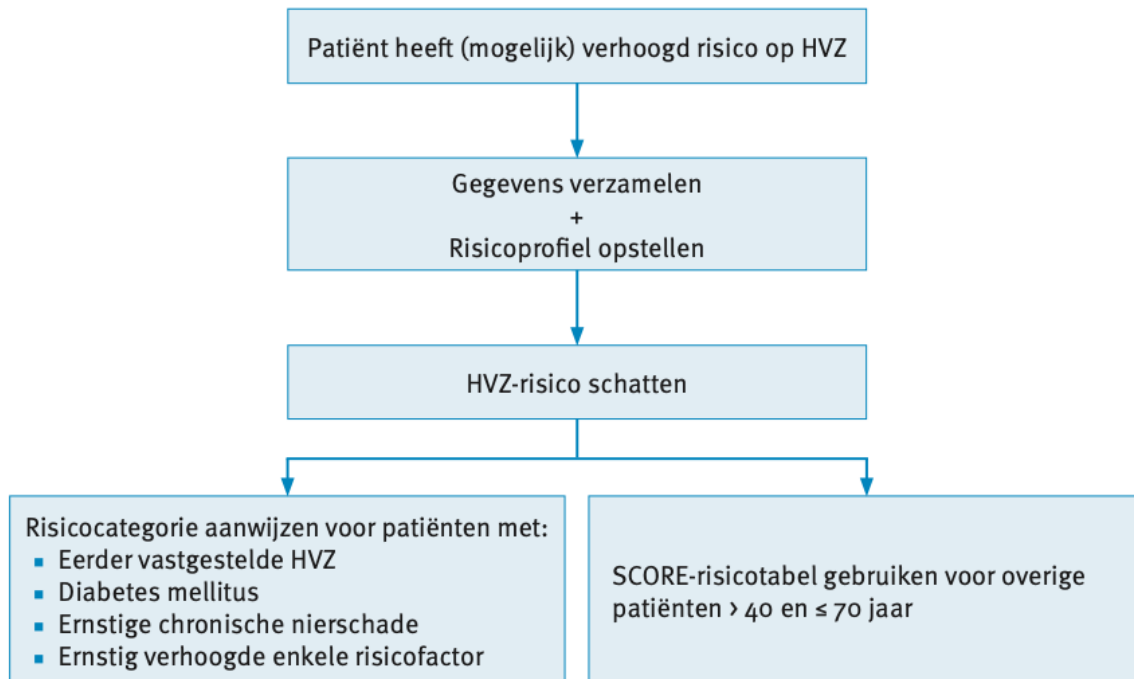 Patiënt heeft (mogelijk) verhoogd risico op HVZ
Gegevens verzamelen
+
Risicoprofiel opstellen
HVZ-risico schatten
Risicocategorie aanwijzen voor patiënten met:
▪ Eerder vastgestelde HVZ
▪ Diabetes mellitus
▪ Ernstige chronische nierschade
▪ Ernstig verhoogde enkele risicofactor
SCORE-risicotabel gebruiken voor overige
patiënten > 40 en ≤ 70 jaar